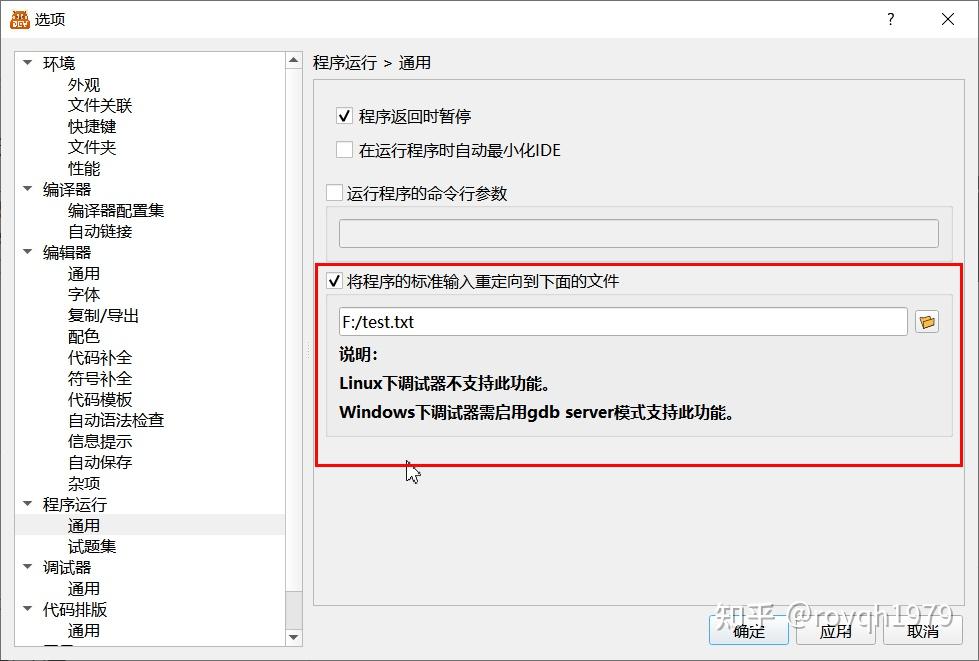 选项
环境
外观
文件关联
快捷键
文件夹
性能
编译器
编译器配置集
自动链接
编辑器
通用
字体
复制/导出
配色
代码补全
符号补全
代码模板
自动语法检查
信息提示
自动保存
杂项
程序运行
通用
试题集
调试器
通用
代码排版
通用
程序运行 > 通用
程序返回时暂停
在运行程序时自动最小化IDE
运行程序的命令行参数
将程序的标准输入重定向到下面的文件
F:/test.txt
说明：
Linux下调试器不支持此功能。
Windows下调试器需启用gdb server模式支持此功能。
知乎 @royqh1979
确定 应用 取消